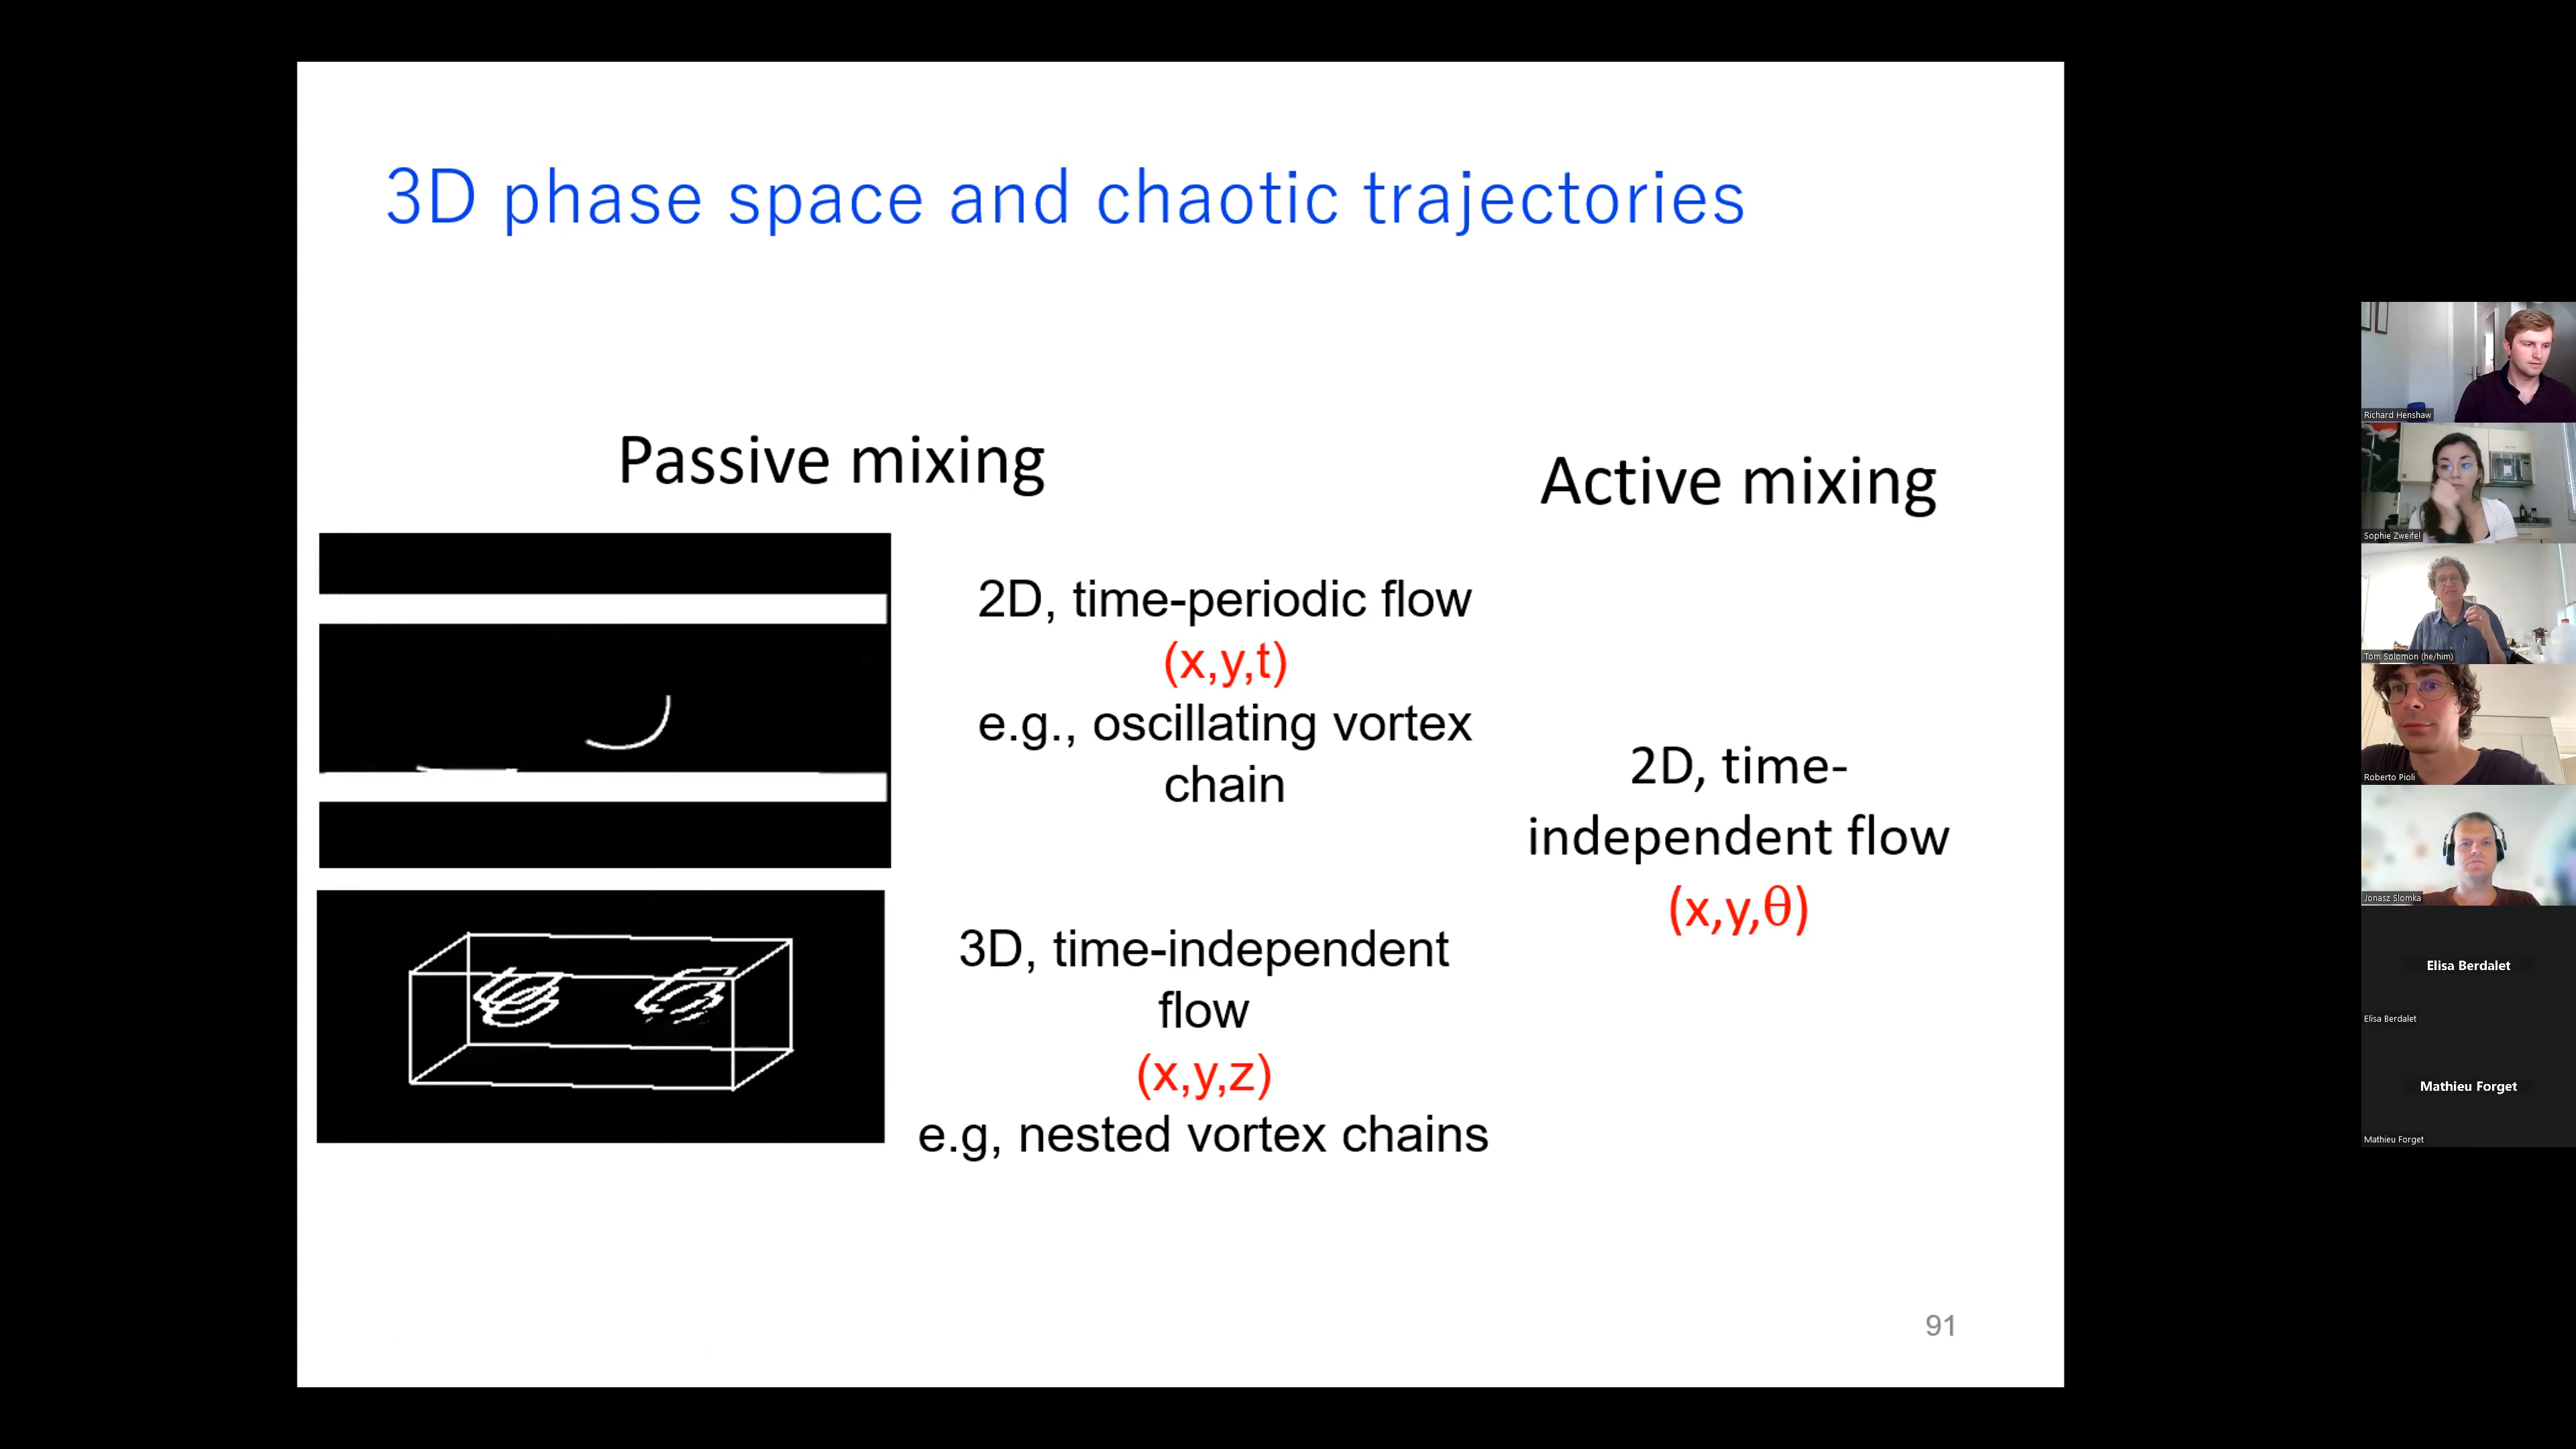 3D phase space and chaotic trajectories
Passive mixing
2D, time-periodic flow
(x,y,t)
e.g., oscillating vortex
chain
3D, time-independent
flow
(x,y,z)
e.g, nested vortex chains
Active mixing
2D, time-
independent flow
(x,y,θ)
91
Richard Henshaw
Sophie Zweifel
Tom Solomon (he/him)
Roberto Pioli
Jonasz Slomka
Elisa Berdalet
Elisa Berdalet
Mathieu Forget
Mathieu Forget